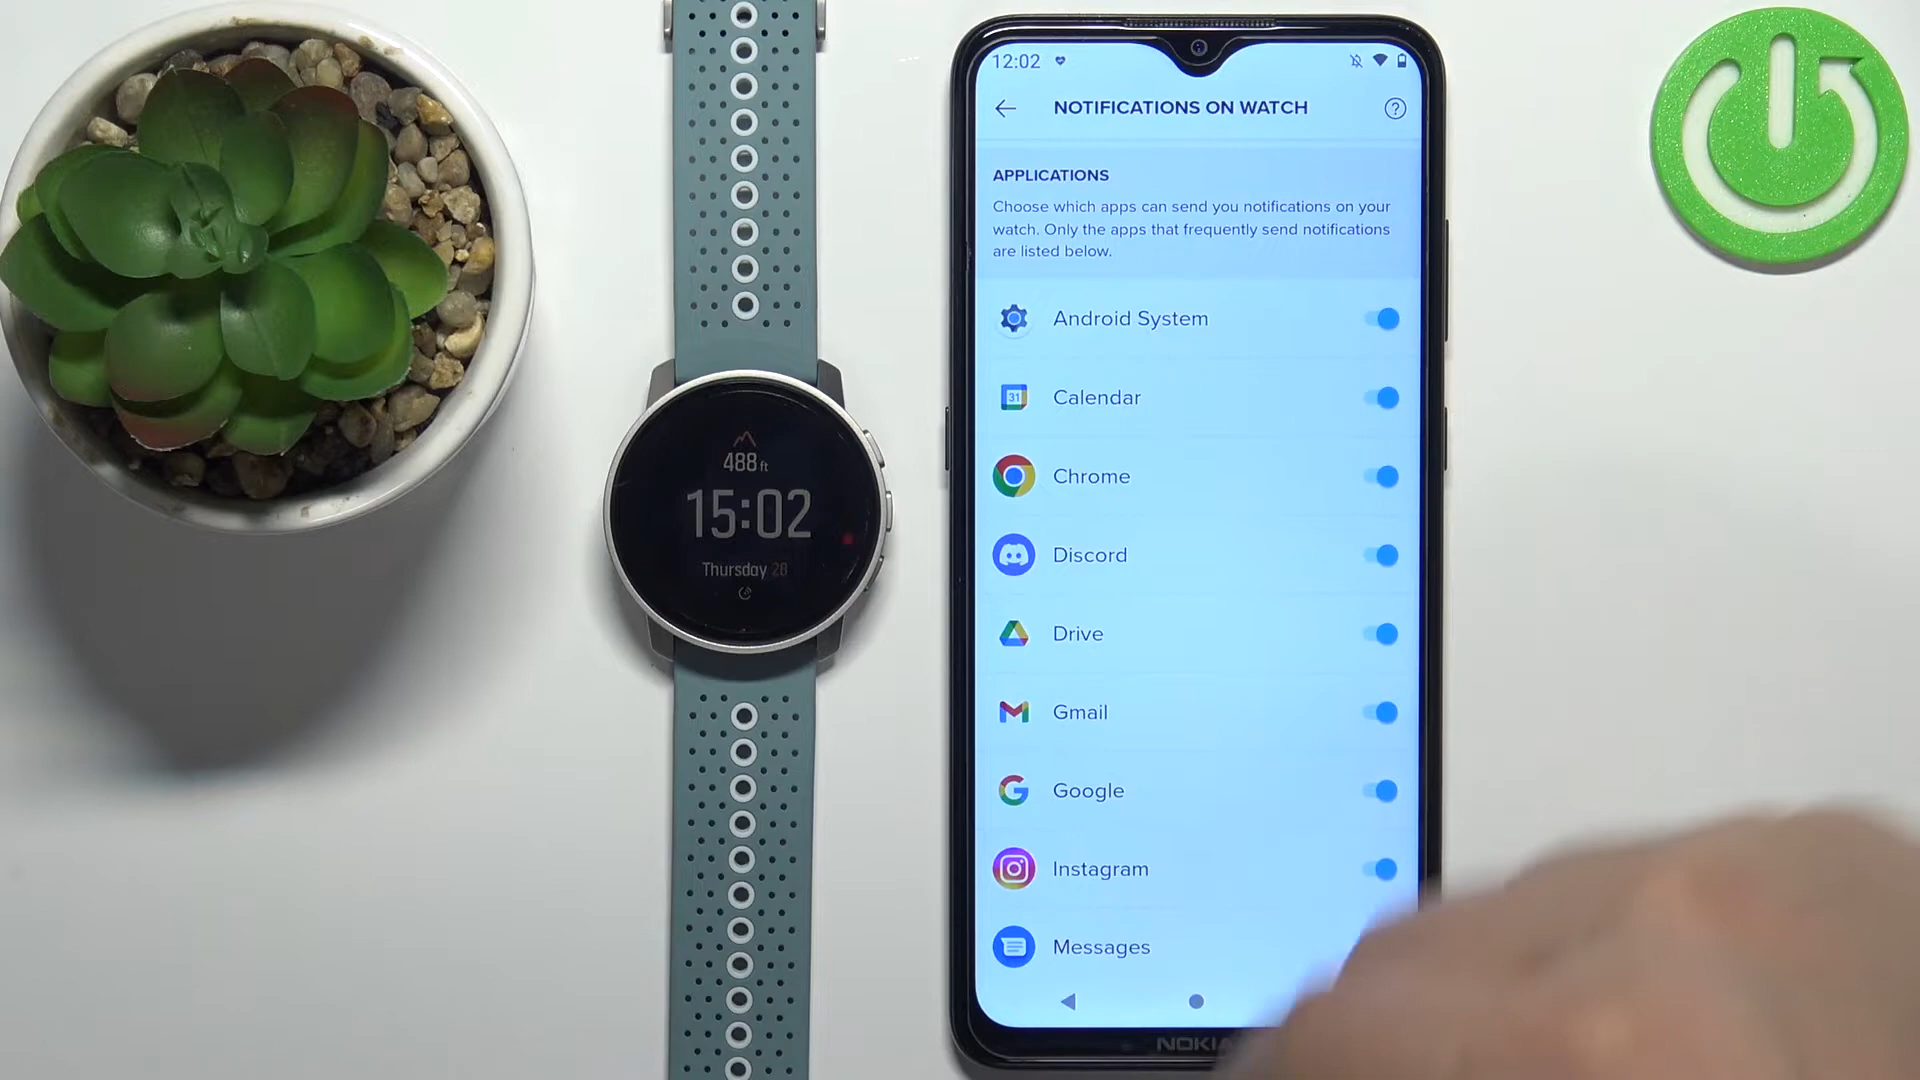 488 ft
15:02
Thursday 28
12:02
NOTIFICATIONS ON WATCH
?
APPLICATIONS
Choose which apps can send you notifications on your
watch. Only the apps that frequently send notifications
are listed below.
Android System
31
Calendar
Chrome
Discord
Drive
Gmail
Google
Instagram
Messages
NOKIA